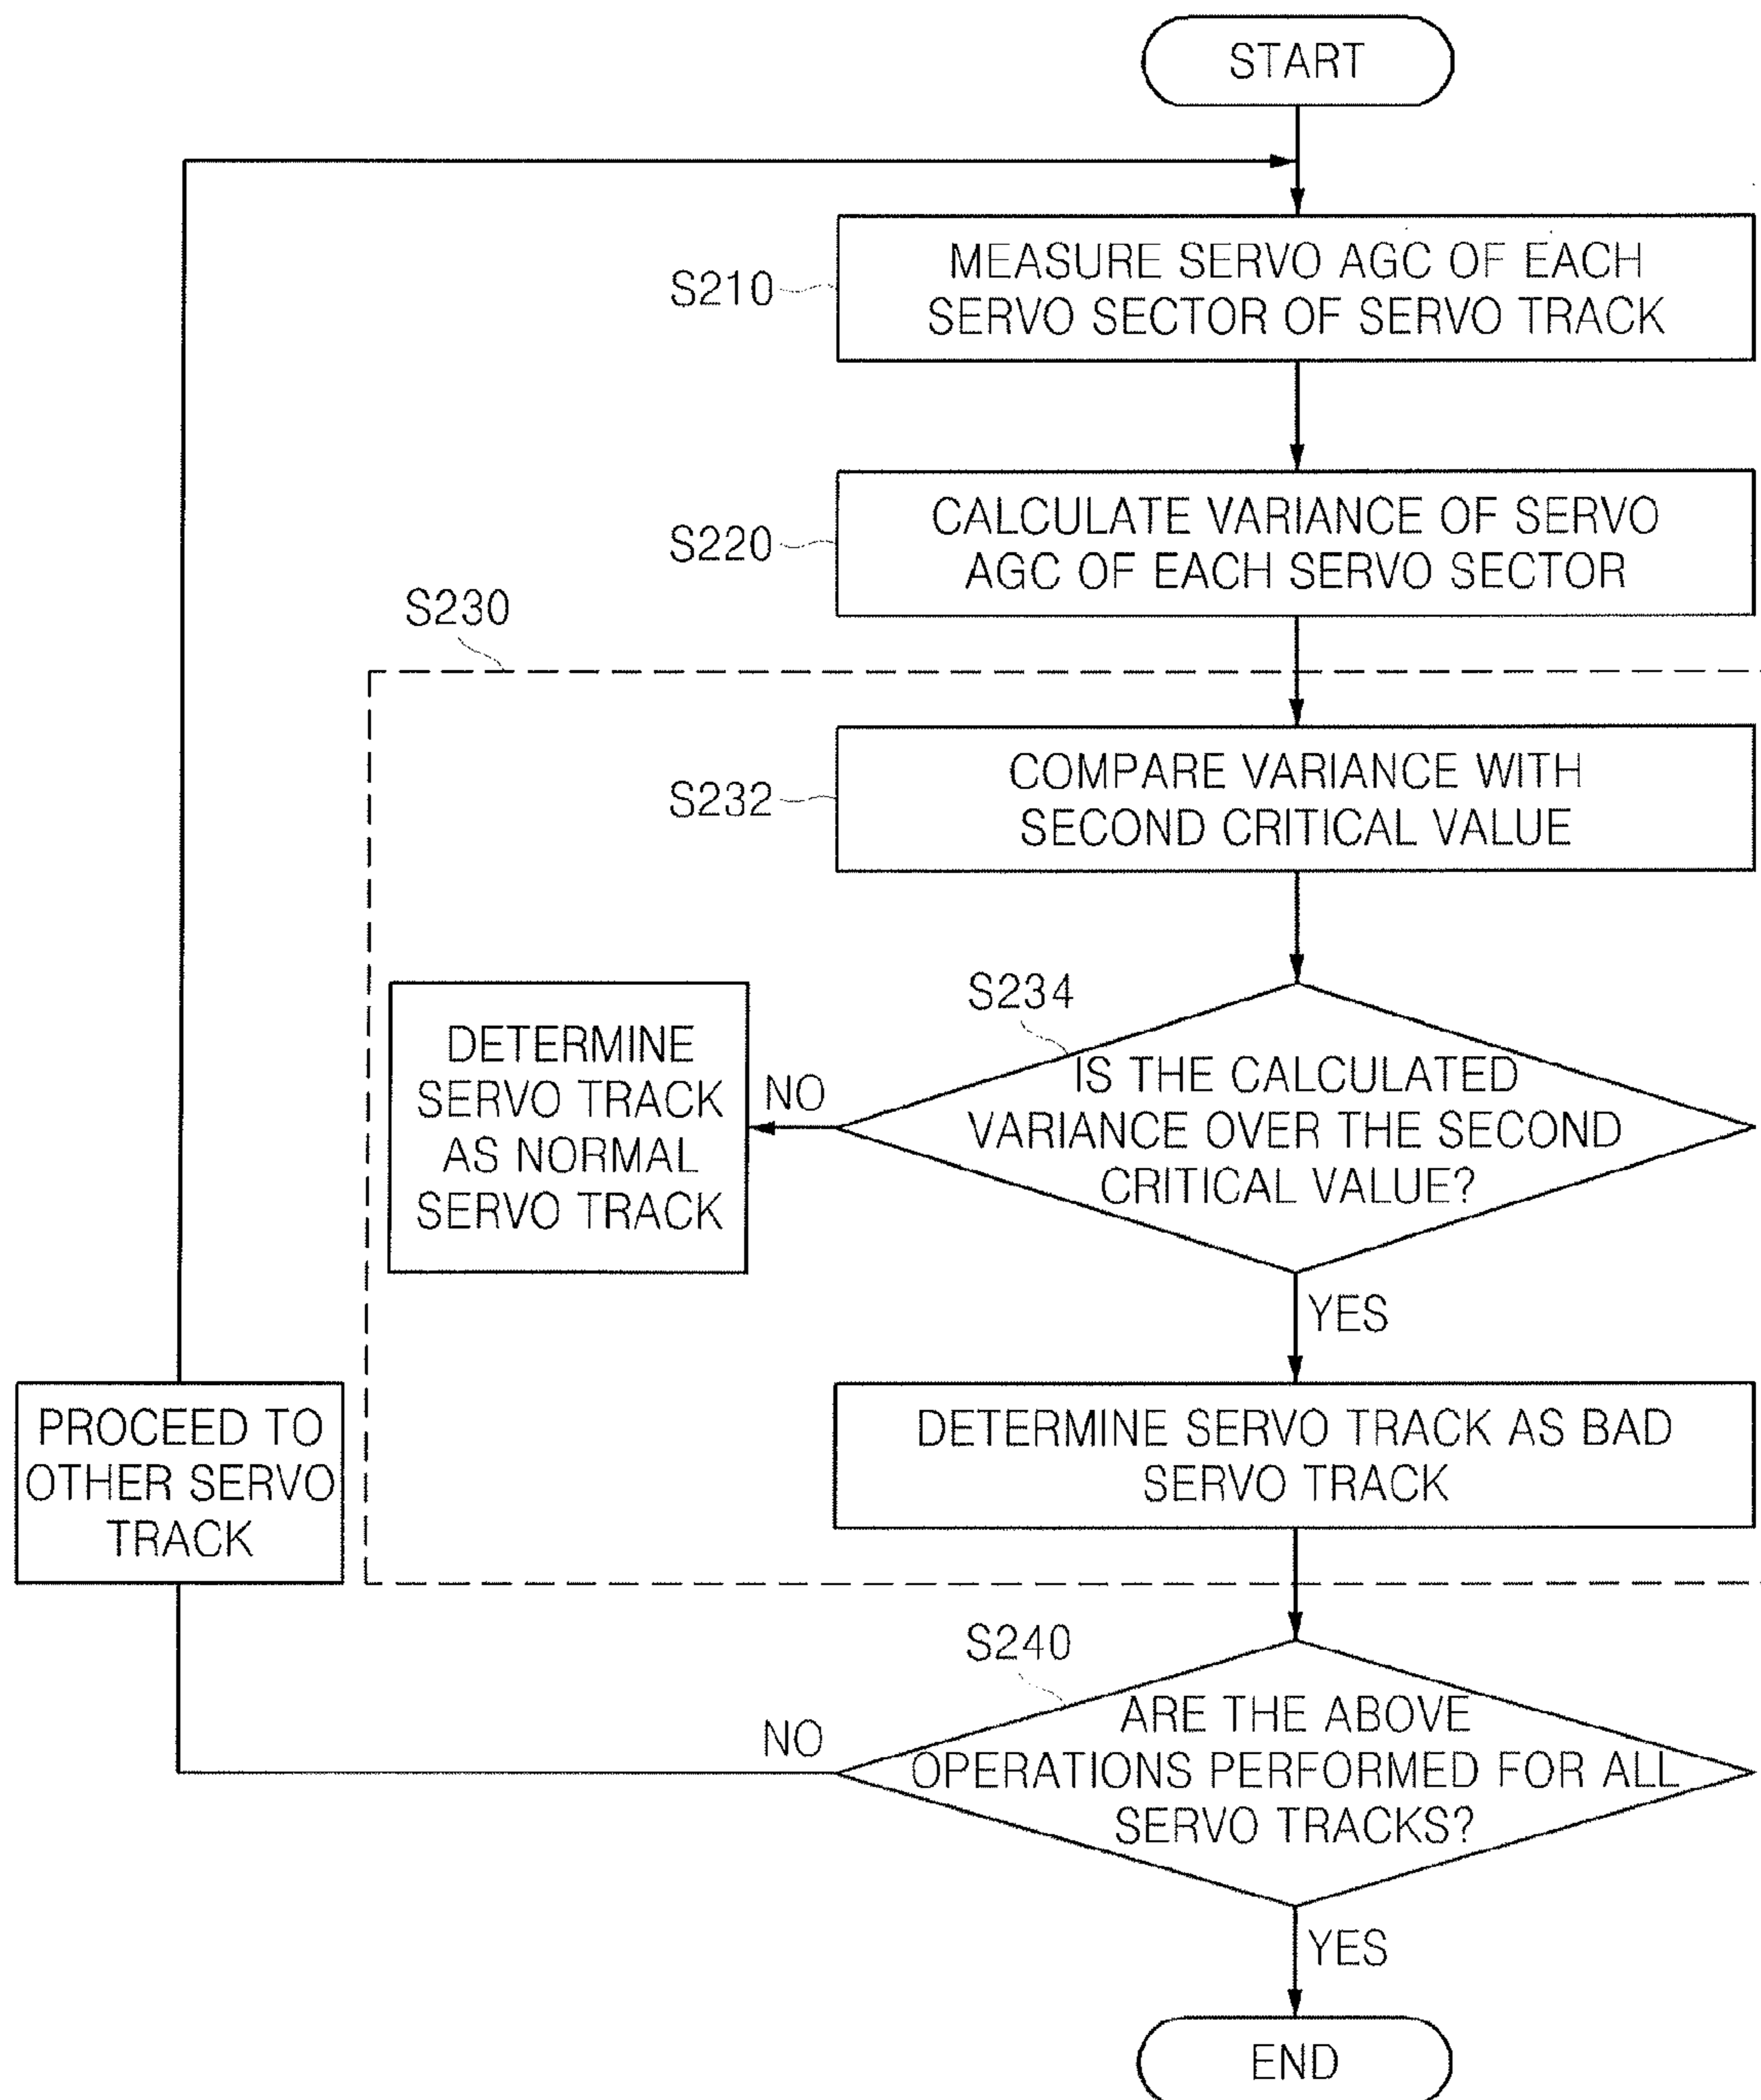 START
S210
MEASURE SERVO AGC OF EACH
SERVO SECTOR OF SERVO TRACK
S220
CALCULATE VARIANCE OF SERVO
AGC OF EACH SERVO SECTOR
S230
S232
COMPARE VARIANCE WITH
SECOND CRITICAL VALUE
S234
IS THE CALCULATED
VARIANCE OVER THE SECOND
CRITICAL VALUE?
NO
DETERMINE
SERVO TRACK
AS NORMAL
SERVO TRACK
YES
DETERMINE SERVO TRACK AS BAD
SERVO TRACK
PROCEED TO
OTHER SERVO
TRACK
S240
ARE THE ABOVE
OPERATIONS PERFORMED FOR ALL
SERVO TRACKS?
NO
YES
END